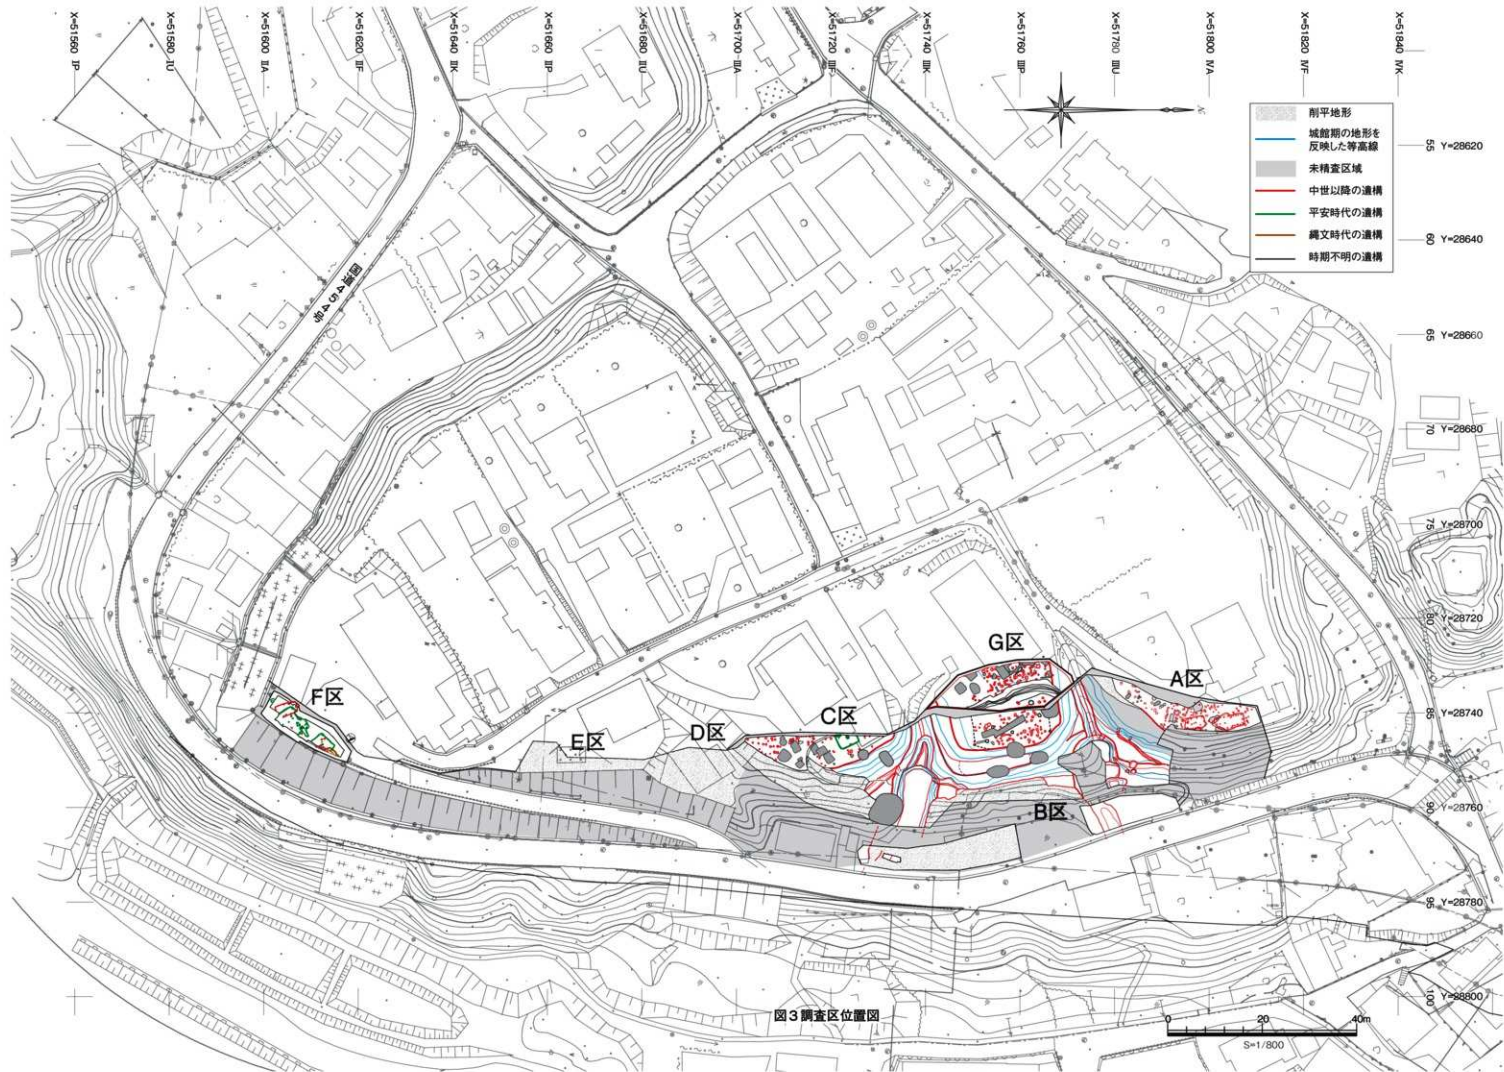 X=51560 IP
X=51580 IU
X=51600 IIA
X=51620 IIF
X=51640 IIK
X=51660 IIP
X=51680 IIU
X=51700 IIIA
X=51720 IIIF
X=51740 IIIK
X=51760 IIIP
X=51780 IIIU
X=51800 IVA
X=51820 IVF
X=51840 IVK
削平地形
城館期の地形を
反映した等高線
未精査区域
中世以降の遺構
平安時代の遺構
縄文時代の遺構
時期不明の遺構
55 Y=28620
60 Y=28640
65 Y=28660
70 Y=28680
75 Y=28700
80 Y=28720
85 Y=28740
90 Y=28760
95 Y=28780
100 Y=28800
国道454号
G区
A区
F区
C区
D区
E区
B区
図3調査区位置図
0 20 40m
S=1/800